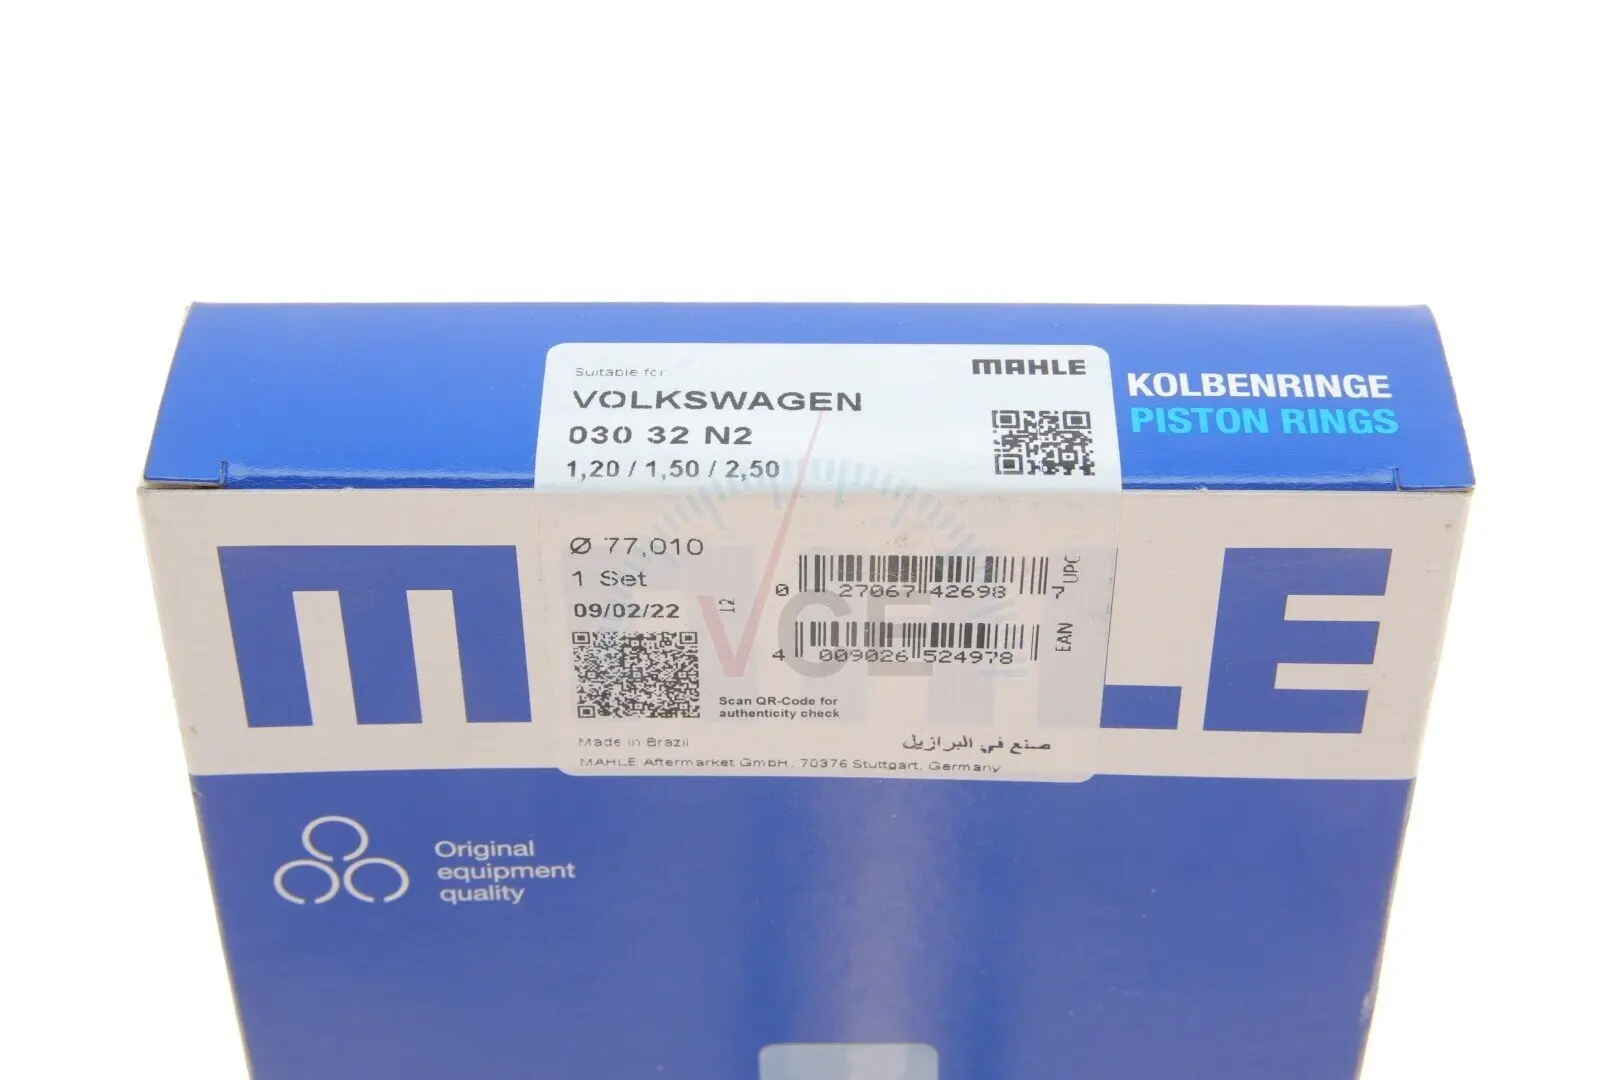 Suitable for
MAHLE
VOLKSWAGEN
030 32 N2
1,20 / 1,50 / 2,50
KOLBENRINGE
PISTON RINGS
Ø 77,010
1 Set
09/02/22
12
0 27067 42698 7
UPC
4 009026 524978
EAN
Scan QR-Code for
authenticity check
Made in Brazil
صنع في البرازيل
MAHLE Aftermarket GmbH, 70376 Stuttgart, Germany
MAHLE
VCE
Original
equipment
quality